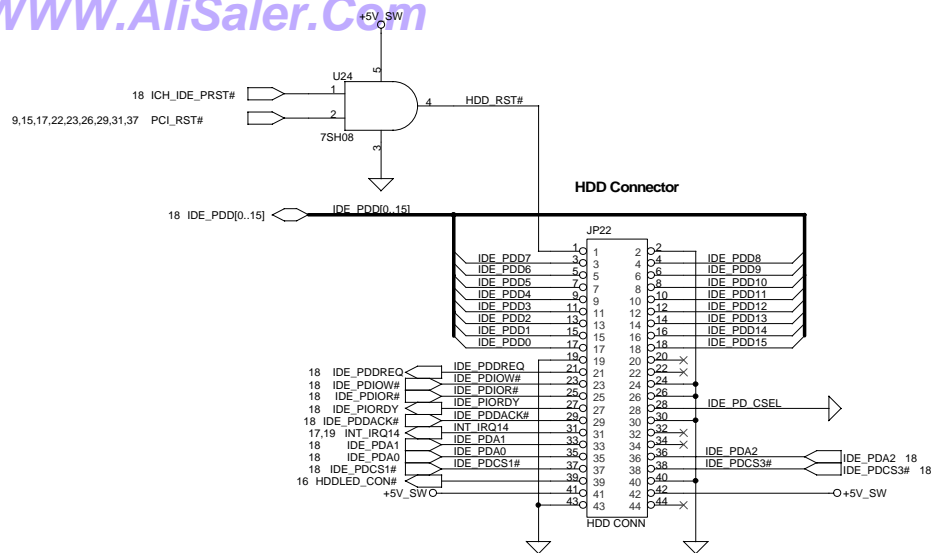 WWW.AliSaler.Com
+5V_SW
U24
5
18 ICH_IDE_PRST#
1
4
HDD_RST#
9,15,17,22,23,26,29,31,37 PCI_RST#
2
7SH08
3
HDD Connector
18 IDE_PDD[0..15]
IDE_PDD[0..15]
JP22
1 1 2 2
IDE_PDD7 3 3 4 4 IDE_PDD8
IDE_PDD6 5 5 6 6 IDE_PDD9
IDE_PDD5 7 7 8 8 IDE_PDD10
IDE_PDD4 9 9 10 10 IDE_PDD11
IDE_PDD3 11 11 12 12 IDE_PDD12
IDE_PDD2 13 13 14 14 IDE_PDD13
IDE_PDD1 15 15 16 16 IDE_PDD14
IDE_PDD0 17 17 18 18 IDE_PDD15
19 19 20 20
18 IDE_PDDREQ IDE_PDDREQ 21 21 22 22
18 IDE_PDIOW# IDE_PDIOW# 23 23 24 24
18 IDE_PDIOR# IDE_PDIOR# 25 25 26 26
18 IDE_PIORDY IDE_PIORDY 27 27 28 28 IDE_PD_CSEL
18 IDE_PDDACK# IDE_PDDACK# 29 29 30 30
17,19 INT_IRQ14 INT_IRQ14 31 31 32 32
18 IDE_PDA1 IDE_PDA1 33 33 34 34
18 IDE_PDA0 IDE_PDA0 35 35 36 36 IDE_PDA2 IDE_PDA2 18
18 IDE_PDCS1# IDE_PDCS1# 37 37 38 38 IDE_PDCS3# IDE_PDCS3# 18
16 HDDLED_CON# 39 39 40 40
+5V_SW 41 41 42 42 +5V_SW
43 43 44 44
HDD CONN